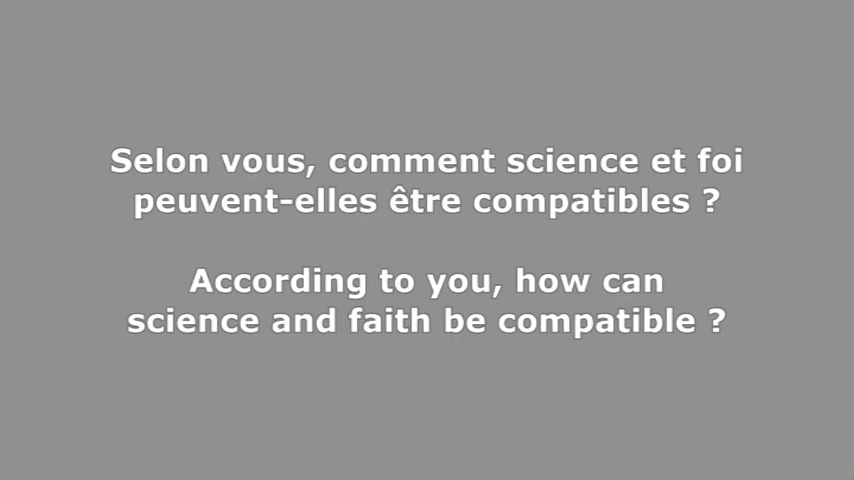 Selon vous, comment science et foi
peuvent-elles être compatibles ?
According to you, how can
science and faith be compatible ?